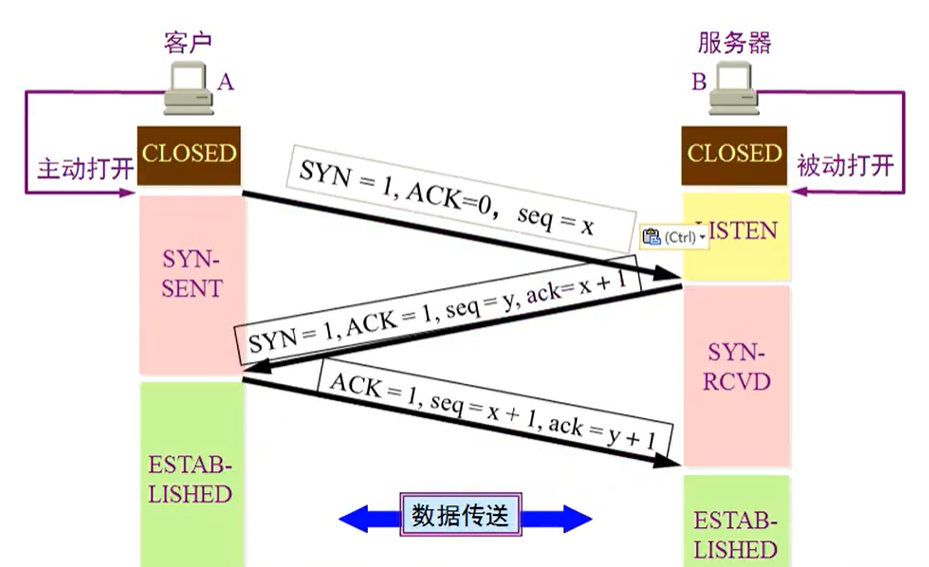 客户
服务器
A
B
CLOSED
CLOSED
主动打开
被动打开
SYN = 1, ACK=0， seq = x
(Ctrl)
LISTEN
SYN-
SENT
SYN = 1, ACK = 1, seq = y, ack= x + 1
SYN-
RCVD
ACK = 1, seq = x + 1, ack = y + 1
ESTAB-
LISHED
数据传送
ESTAB-
LISHED